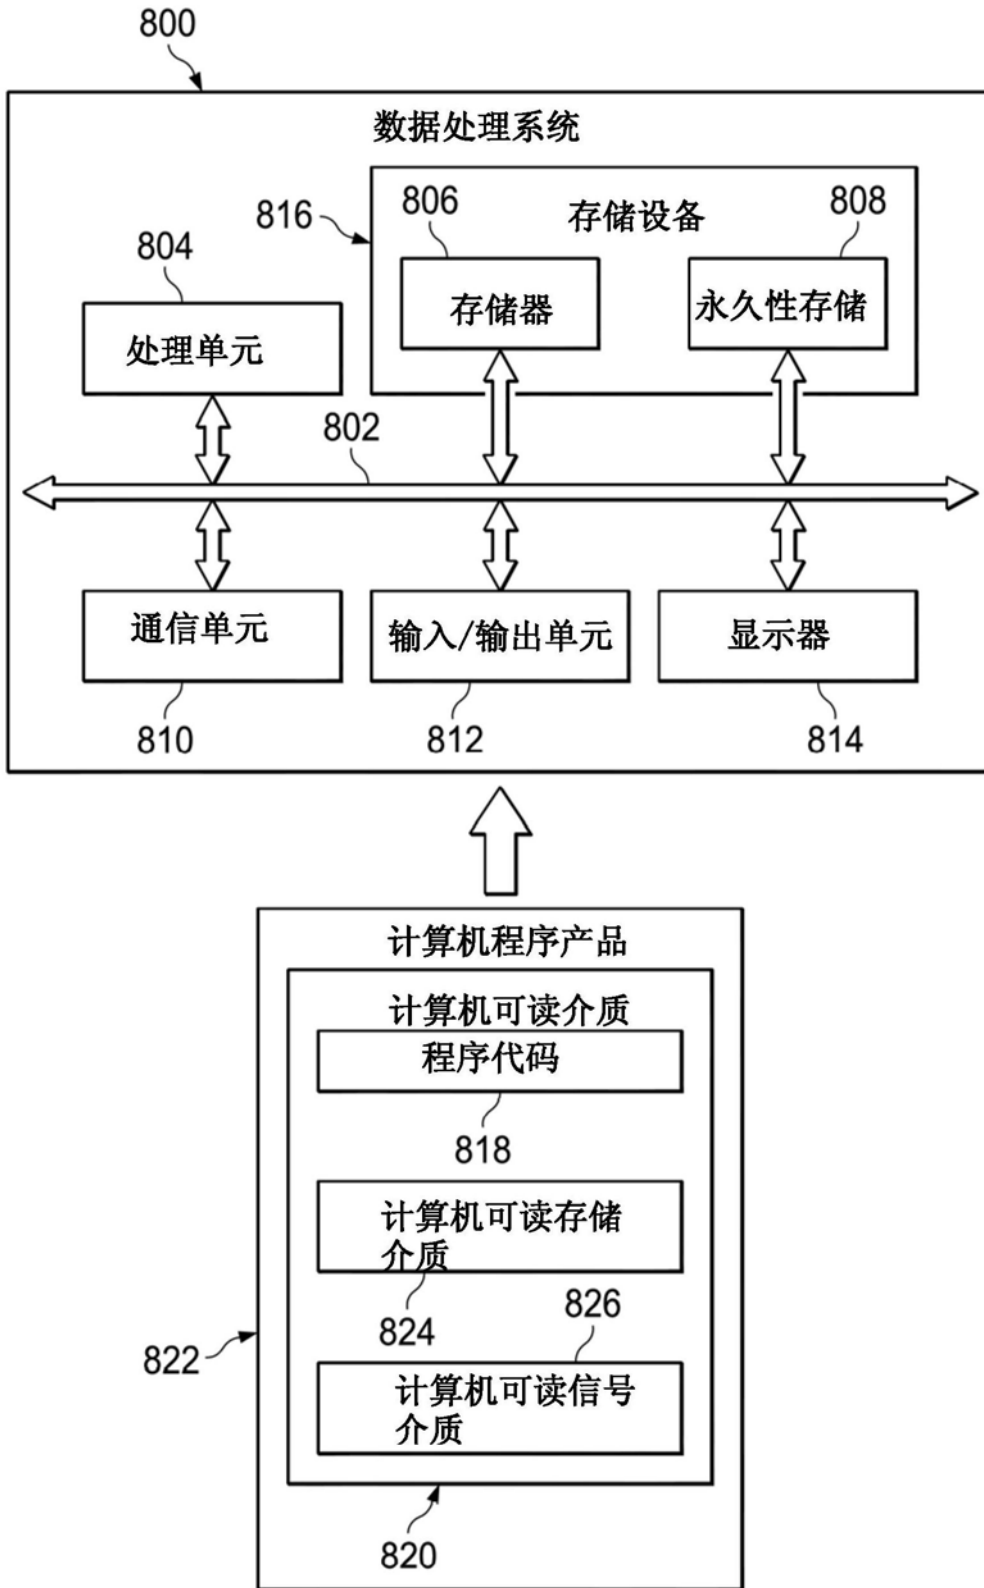 800
数据处理系统
816
806
存储设备
808
804
存储器
永久性存储
处理单元
802
通信单元
输入/输出单元
显示器
810
812
814
计算机程序产品
计算机可读介质
程序代码
818
计算机可读存储
介质
824
826
822
计算机可读信号
介质
820